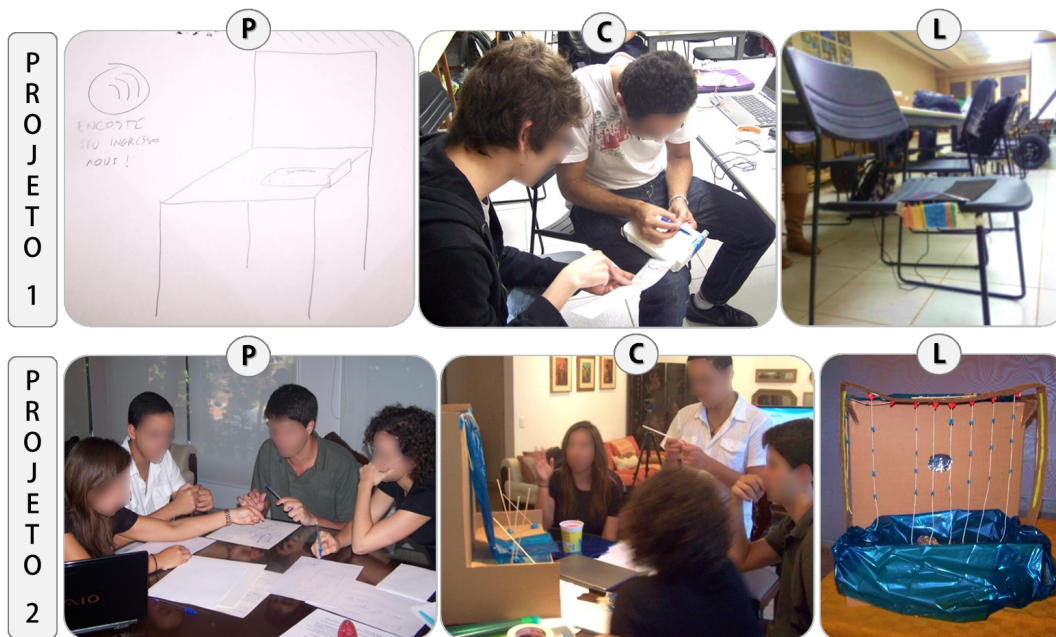 PROJETO 1
P
C
L
ENCOSTE
SEU INGRESSO
AQUI!
PROJETO 2
P
C
L
VAIO